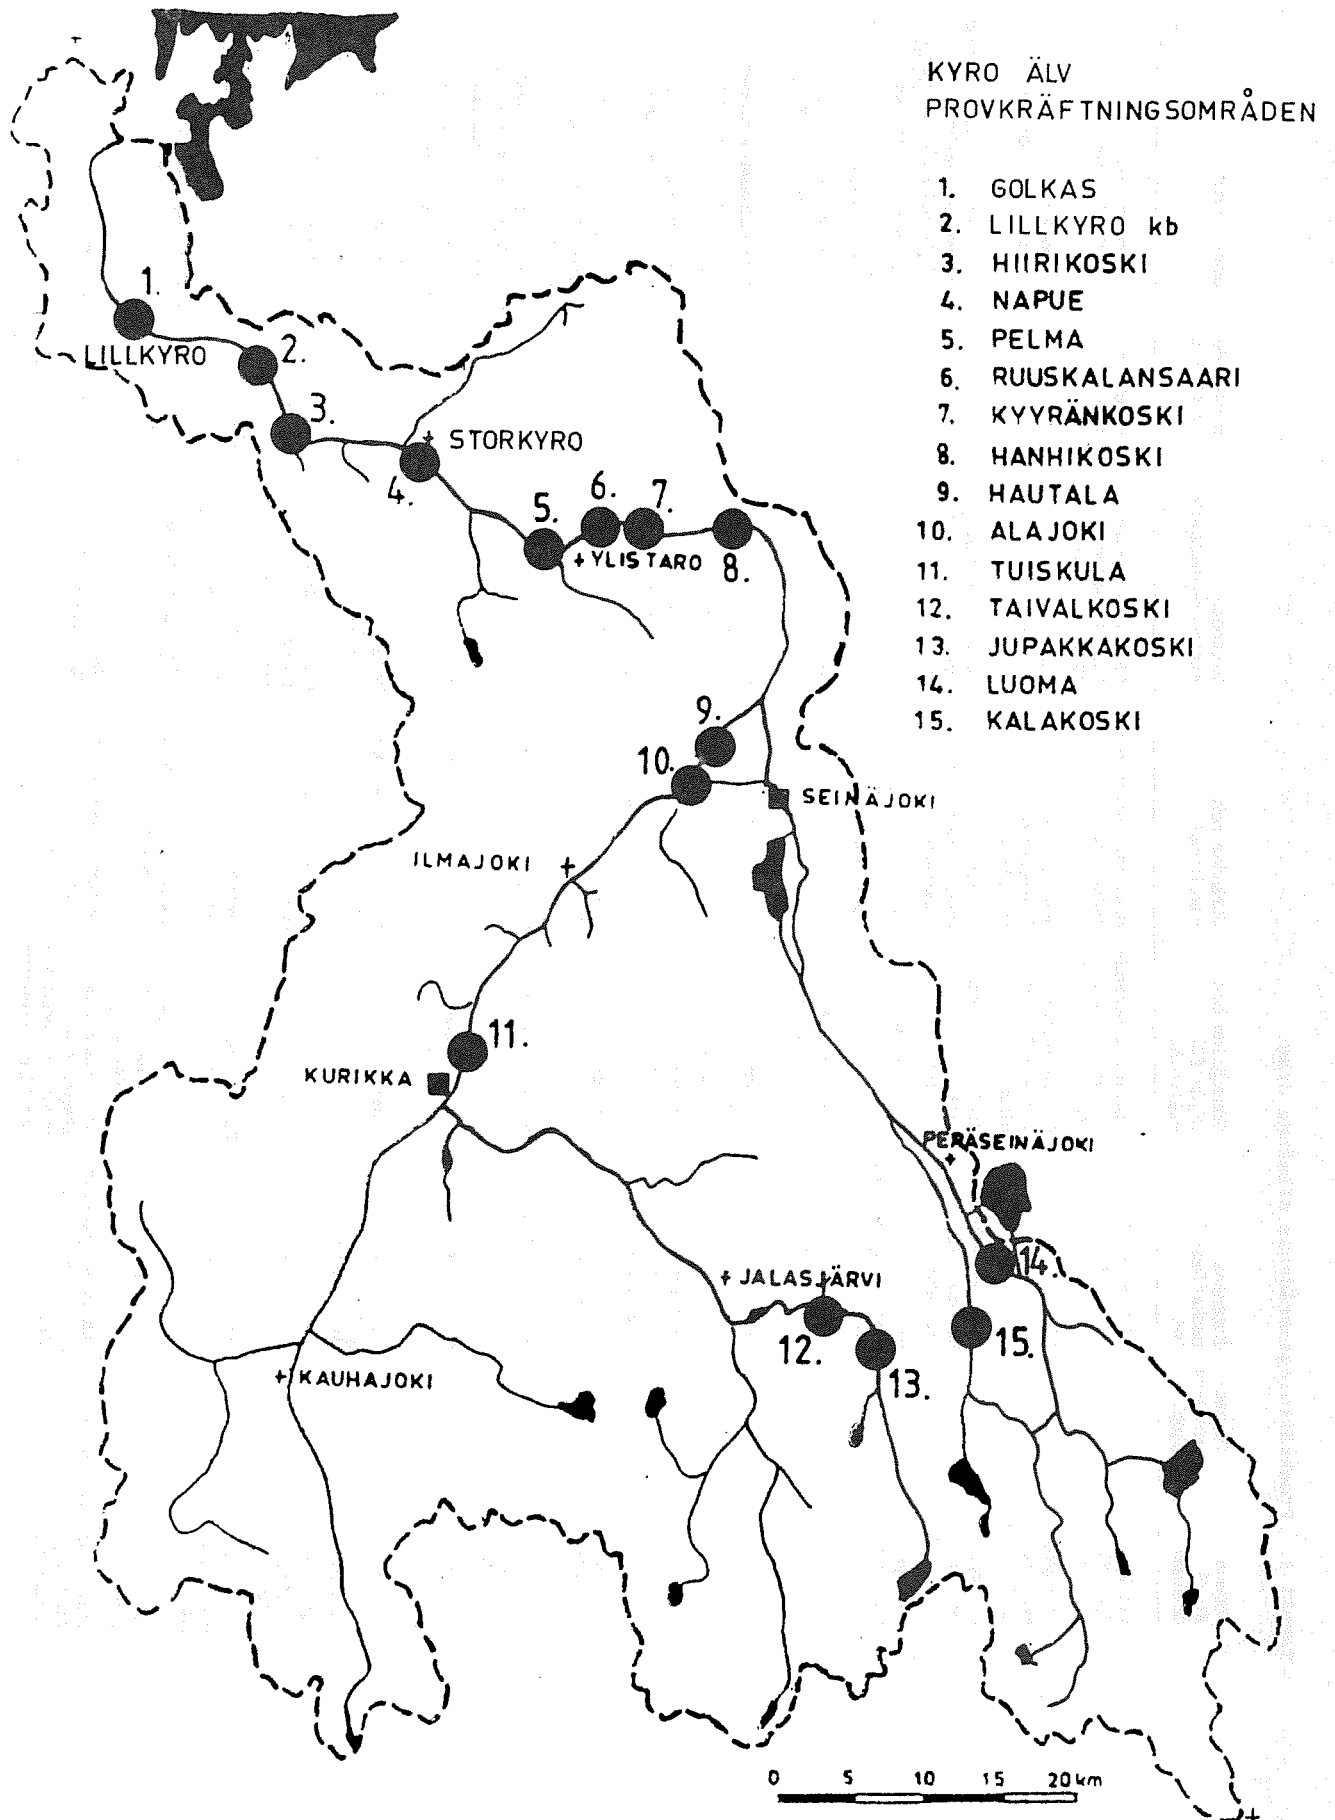 KYRO ÄLV
PROVKRÄFTNINGSOMRÅDEN
1. GOLKAS
2. LILLKYRO kb
3. HIIRIKOSKI
4. NAPUE
5. PELMA
6. RUUSKALANSAARI
7. KYYRÄNKOSKI
8. HANHIKOSKI
9. HAUTALA
10. ALAJOKI
11. TUISKULA
12. TAIVALKOSKI
13. JUPAKKAKOSKI
14. LUOMA
15. KALAKOSKI
1.
LILLKYRO
2.
3.
STORKYRO
4.
5.
6.
7.
YLISTARO
8.
9.
10.
SEINÄJOKI
ILMAJOKI
11.
KURIKKA
PERÄSEINÄJOKI
14.
JALASJÄRVI
12.
15.
13.
KAUHAJOKI
0 5 10 15 20 km